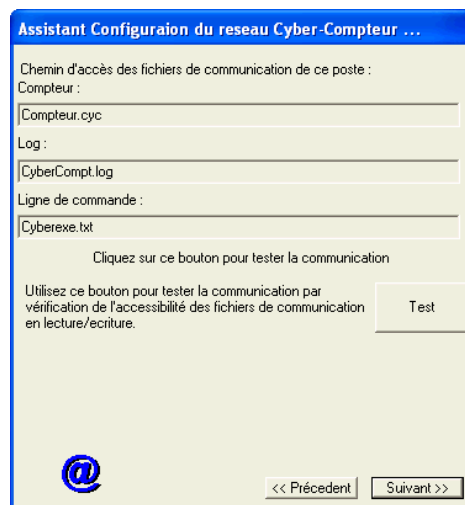 Assistant Configuraion du reseau Cyber-Compteur ...
Chemin d'accès des fichiers de communication de ce poste :
Compteur :
Compteur.cyc
Log :
CyberCompt.log
Ligne de commande :
Cyberexe.txt
Cliquez sur ce bouton pour tester la communication
Utilisez ce bouton pour tester la communication par
vérification de l'accessibilité des fichiers de communication
en lecture/ecriture.
Test
@
<< Précedent
Suivant >>